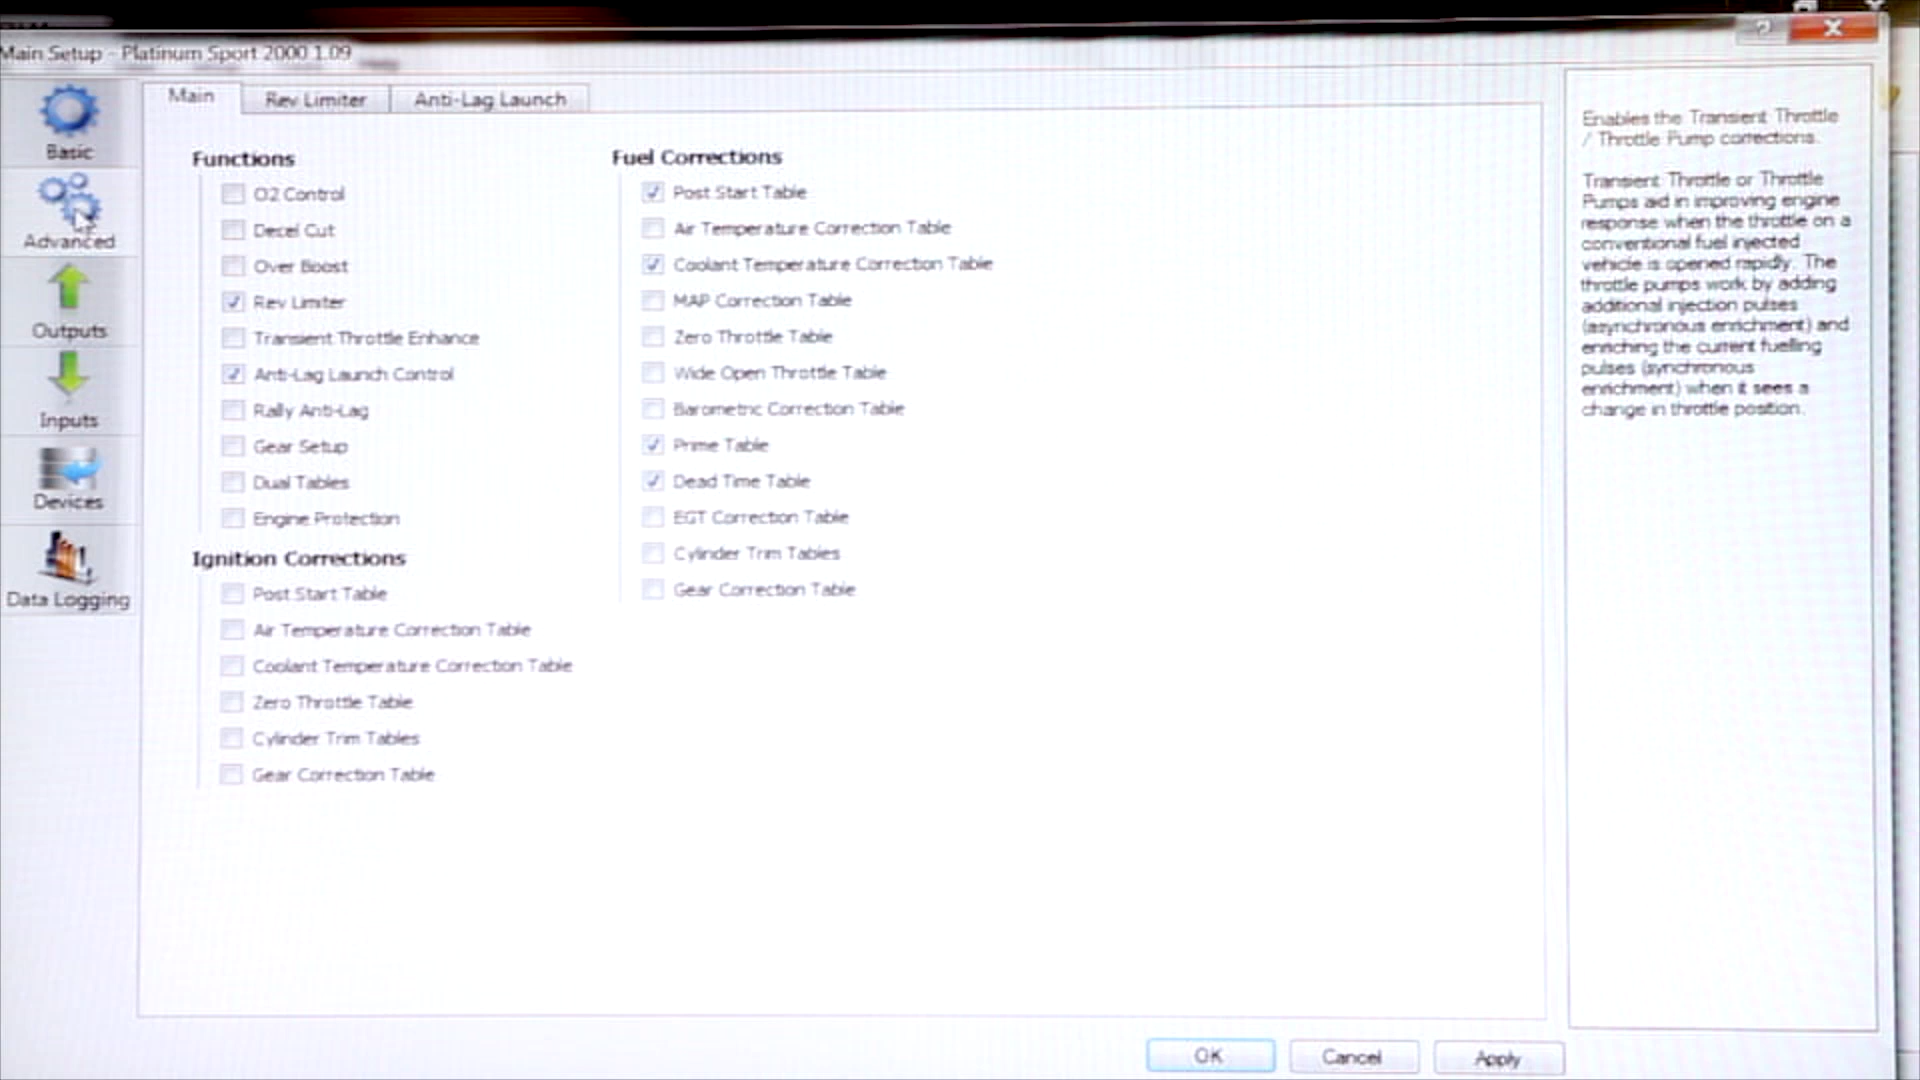 Main Setup - Platinum Sport 2000 1.09
Basic
Advanced
Outputs
Inputs
Devices
Data Logging
Main
Rev Limiter
Anti-Lag Launch
Functions
O2 Control
Decel Cut
Over Boost
Rev Limiter
Transient Throttle Enhance
Anti-Lag Launch Control
Rally Anti-Lag
Gear Setup
Dual Tables
Engine Protection
Ignition Corrections
Post Start Table
Air Temperature Correction Table
Coolant Temperature Correction Table
Zero Throttle Table
Cylinder Trim Tables
Gear Correction Table
Fuel Corrections
Post Start Table
Air Temperature Correction Table
Coolant Temperature Correction Table
MAP Correction Table
Zero Throttle Table
Wide Open Throttle Table
Barometric Correction Table
Prime Table
Dead Time Table
EGT Correction Table
Cylinder Trim Tables
Gear Correction Table
Enables the Transient Throttle
/ Throttle Pump corrections.
Transient Throttle or Throttle
Pumps aid in improving engine
response when the throttle on a
conventional fuel injected
vehicle is opened rapidly. The
throttle pumps work by adding
additional injection pulses
(asynchronous enrichment) and
enriching the current fuelling
pulses (synchronous
enrichment) when it sees a
change in throttle position.
OK
Cancel
Apply